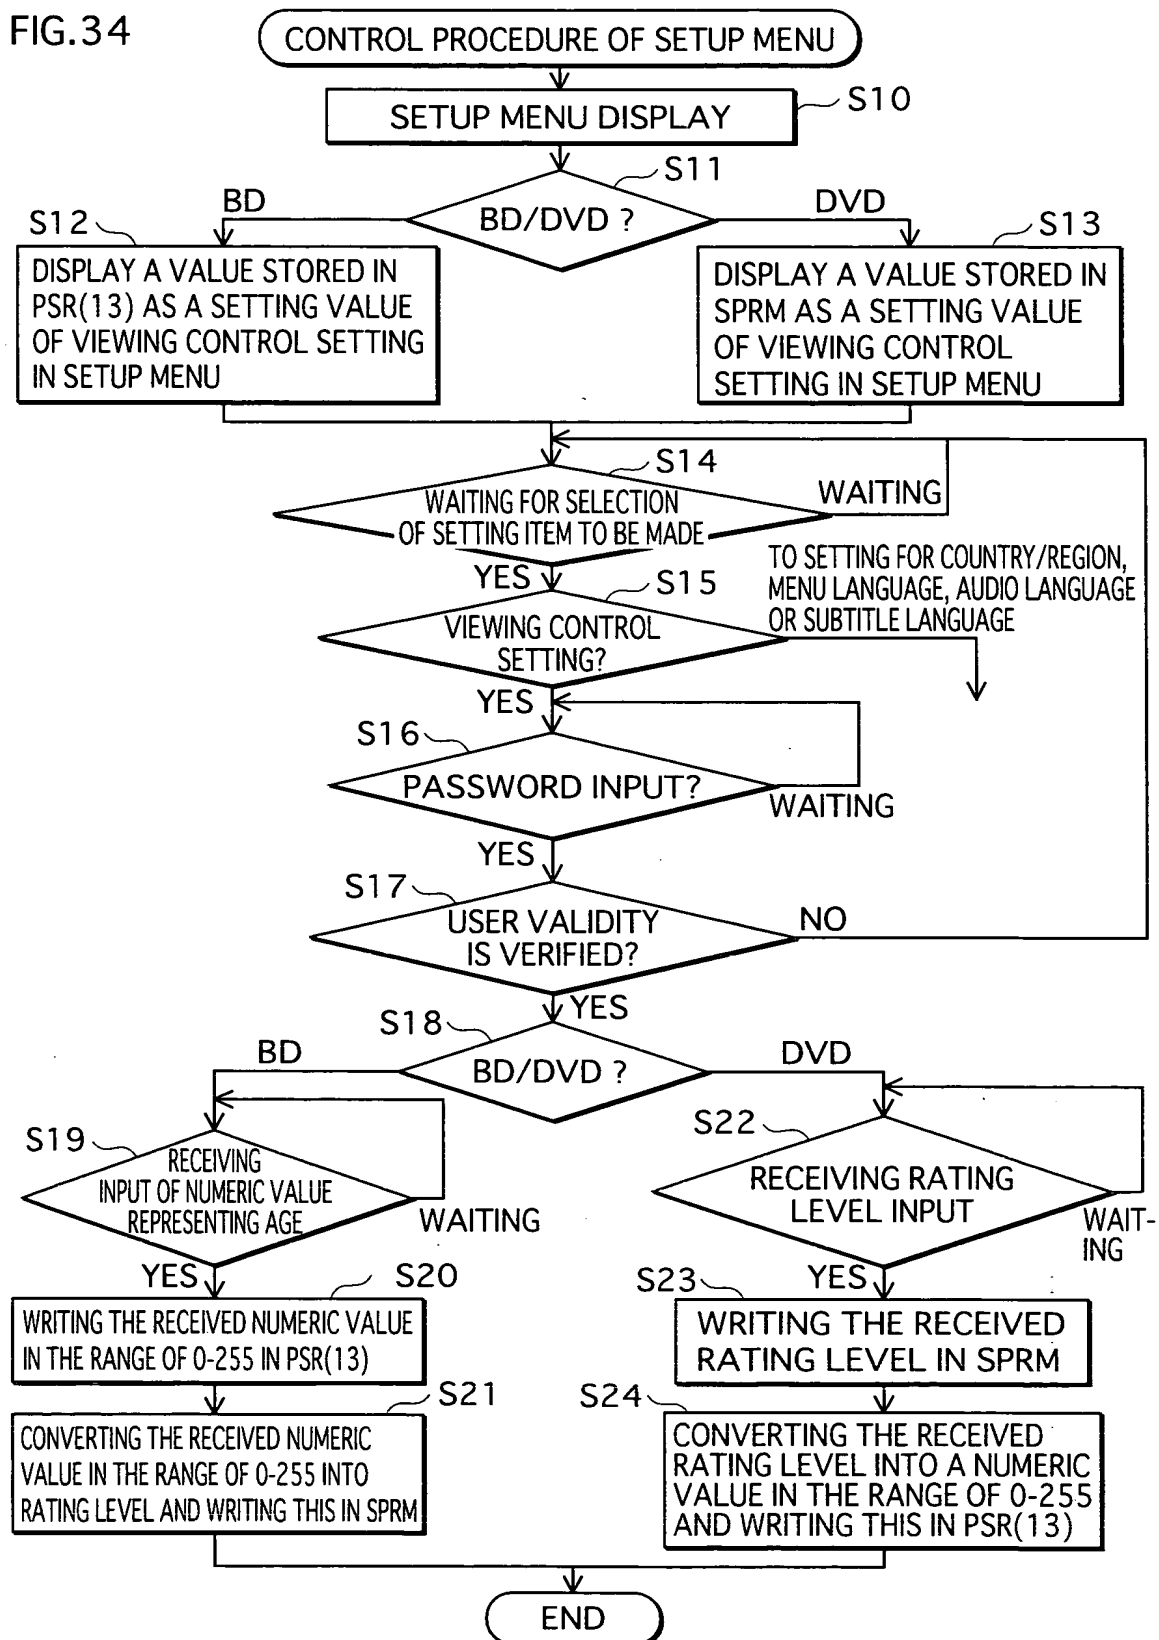 FIG.34
CONTROL PROCEDURE OF SETUP MENU
SETUP MENU DISPLAY
S10
S11
BD/DVD ?
BD
DVD
S12
DISPLAY A VALUE STORED IN
PSR(13) AS A SETTING VALUE
OF VIEWING CONTROL SETTING
IN SETUP MENU
S13
DISPLAY A VALUE STORED IN
SPRM AS A SETTING VALUE
OF VIEWING CONTROL
SETTING IN SETUP MENU
S14
WAITING FOR SELECTION
OF SETTING ITEM TO BE MADE
WAITING
YES
S15
VIEWING CONTROL
SETTING?
TO SETTING FOR COUNTRY/REGION,
MENU LANGUAGE, AUDIO LANGUAGE
OR SUBTITLE LANGUAGE
YES
S16
PASSWORD INPUT?
WAITING
YES
S17
USER VALIDITY
IS VERIFIED?
NO
YES
S18
BD/DVD ?
BD
DVD
S19
RECEIVING
INPUT OF NUMERIC VALUE
REPRESENTING AGE
WAITING
YES
S20
WRITING THE RECEIVED NUMERIC VALUE
IN THE RANGE OF 0-255 IN PSR(13)
S21
CONVERTING THE RECEIVED NUMERIC
VALUE IN THE RANGE OF 0-255 INTO
RATING LEVEL AND WRITING THIS IN SPRM
S22
RECEIVING RATING
LEVEL INPUT
WAIT-
ING
YES
S23
WRITING THE RECEIVED
RATING LEVEL IN SPRM
S24
CONVERTING THE RECEIVED
RATING LEVEL INTO A NUMERIC
VALUE IN THE RANGE OF 0-255
AND WRITING THIS IN PSR(13)
END